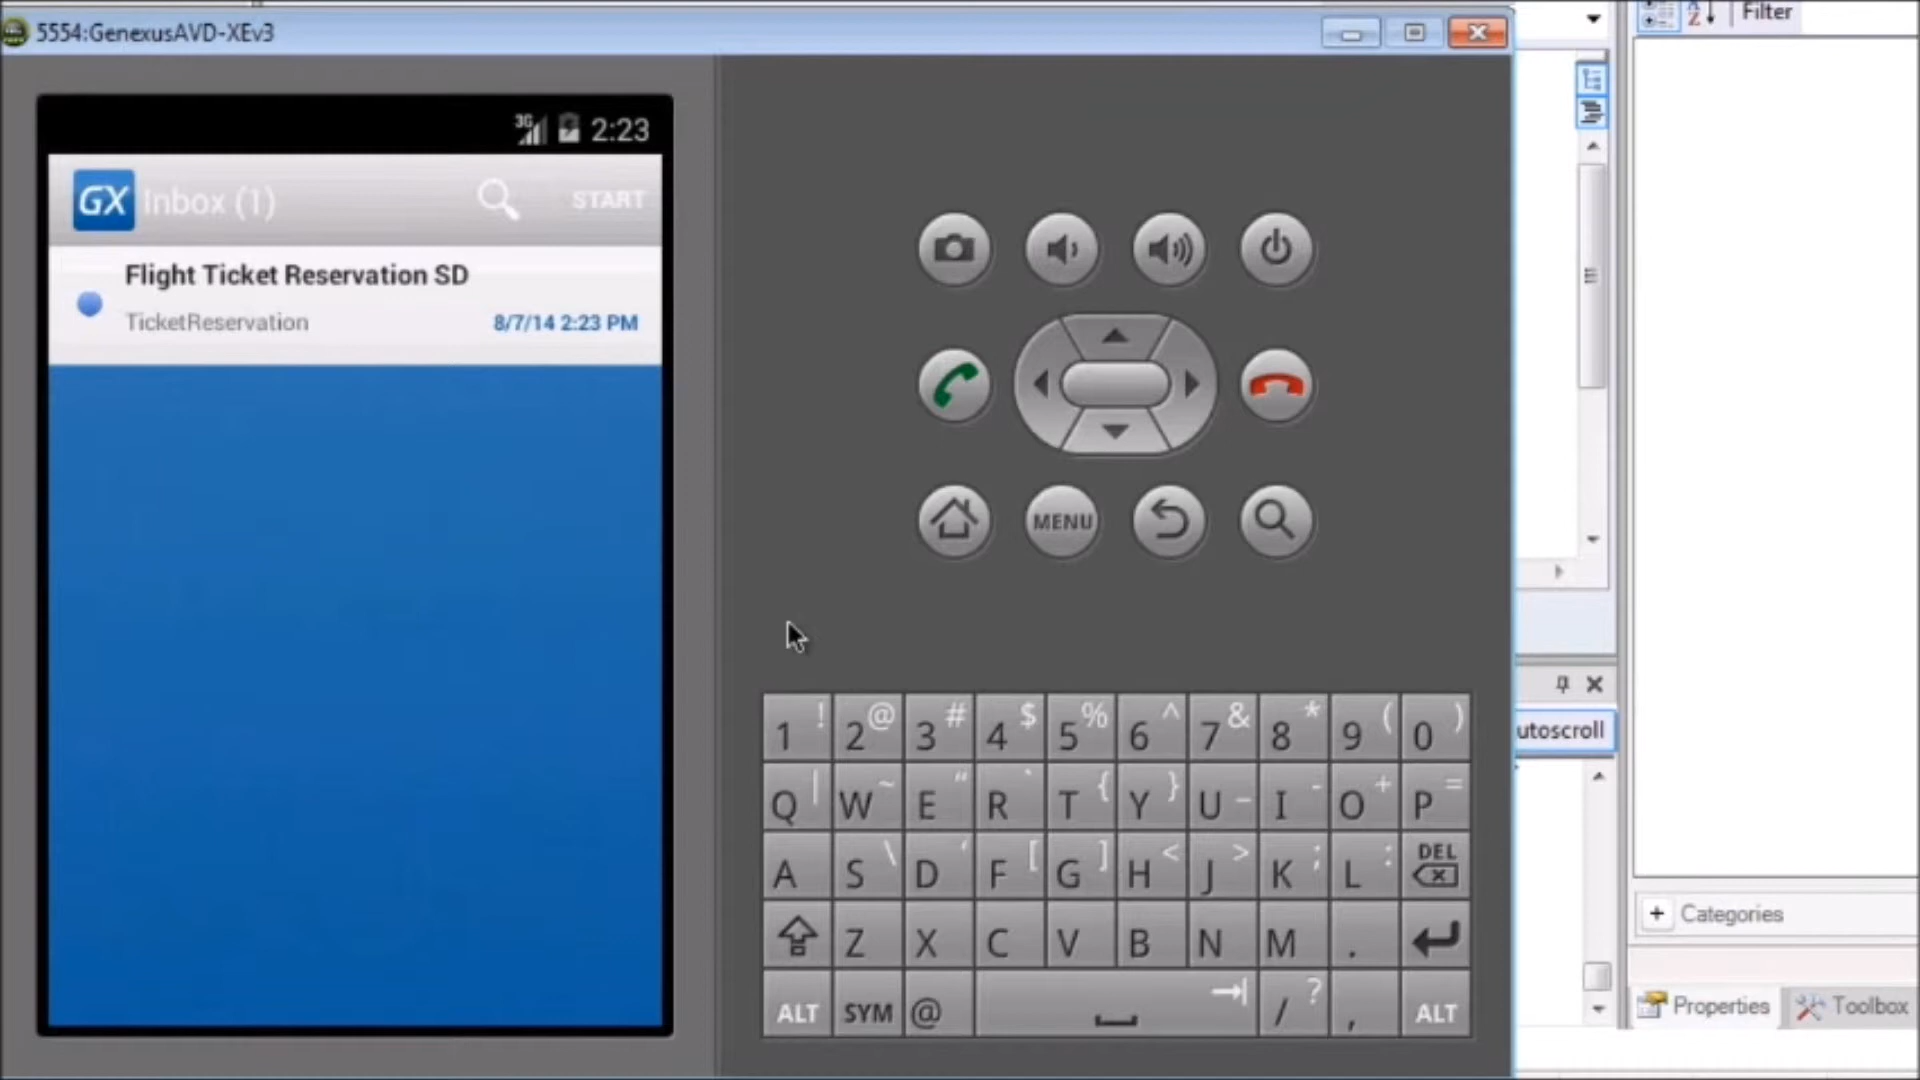 5554:GenexusAVD-XEv3
Filter
3G 2:23
GX Inbox (1) START
Flight Ticket Reservation SD
TicketReservation 8/7/14 2:23 PM
MENU
utoscroll
1 ! 2 @ 3 # 4 $ 5 % 6 ^ 7 & 8 * 9 ( 0 )
Q | W ~ E " R ` T { Y } U _ I - O + P =
A S \ D ' F [ G ] H < J > K ; L : DEL
Z X C V B N M .
ALT SYM @ / ? , ALT
Categories
Properties Toolbox